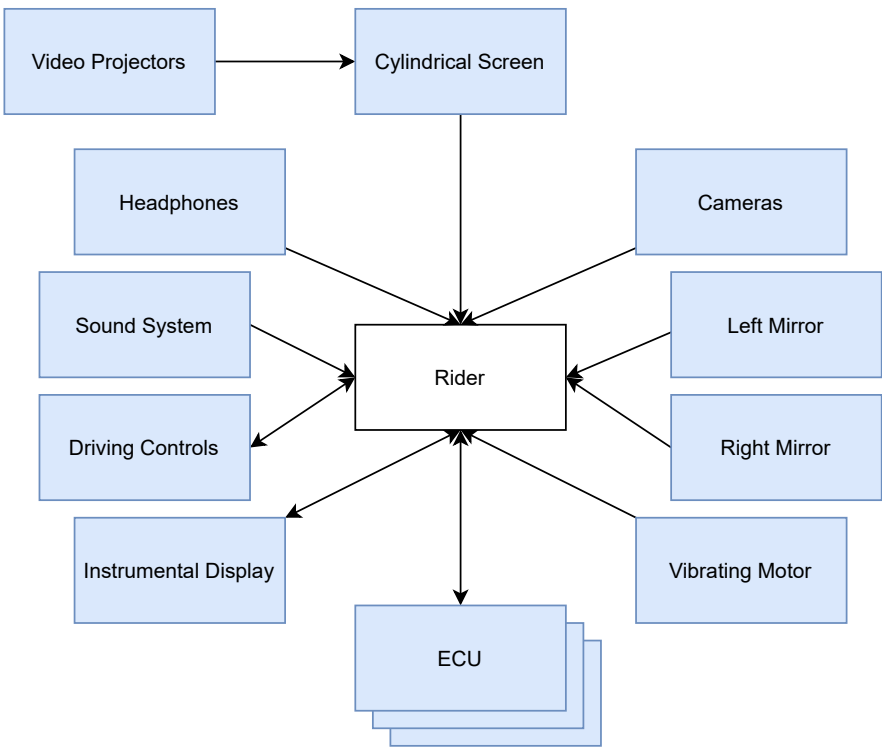 Video Projectors
Cylindrical Screen
Headphones
Cameras
Sound System
Left Mirror
Rider
Driving Controls
Right Mirror
Instrumental Display
Vibrating Motor
ECU